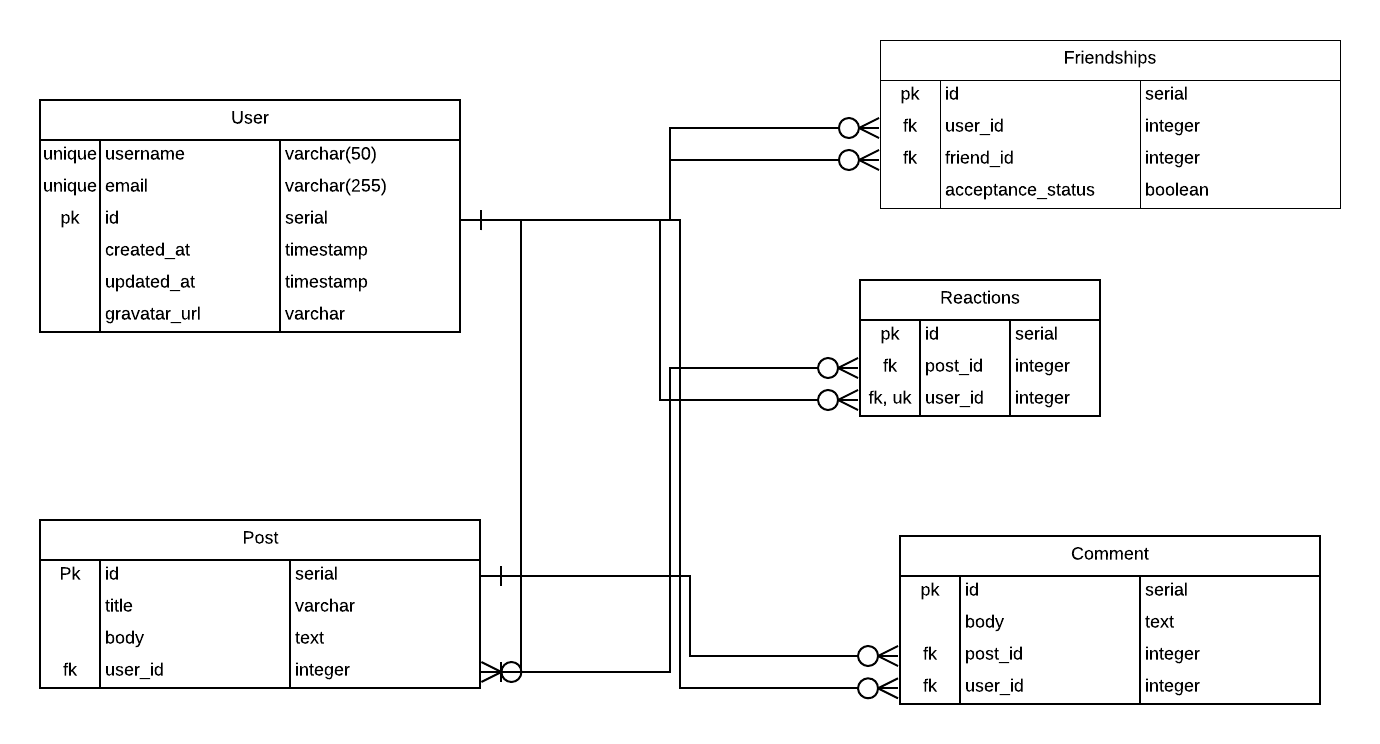 User
unique username varchar(50)
unique email varchar(255)
pk id serial
created_at timestamp
updated_at timestamp
gravatar_url varchar
Friendships
pk id serial
fk user_id integer
fk friend_id integer
acceptance_status boolean
Reactions
pk id serial
fk post_id integer
fk, uk user_id integer
Post
Pk id serial
title varchar
body text
fk user_id integer
Comment
pk id serial
body text
fk post_id integer
fk user_id integer